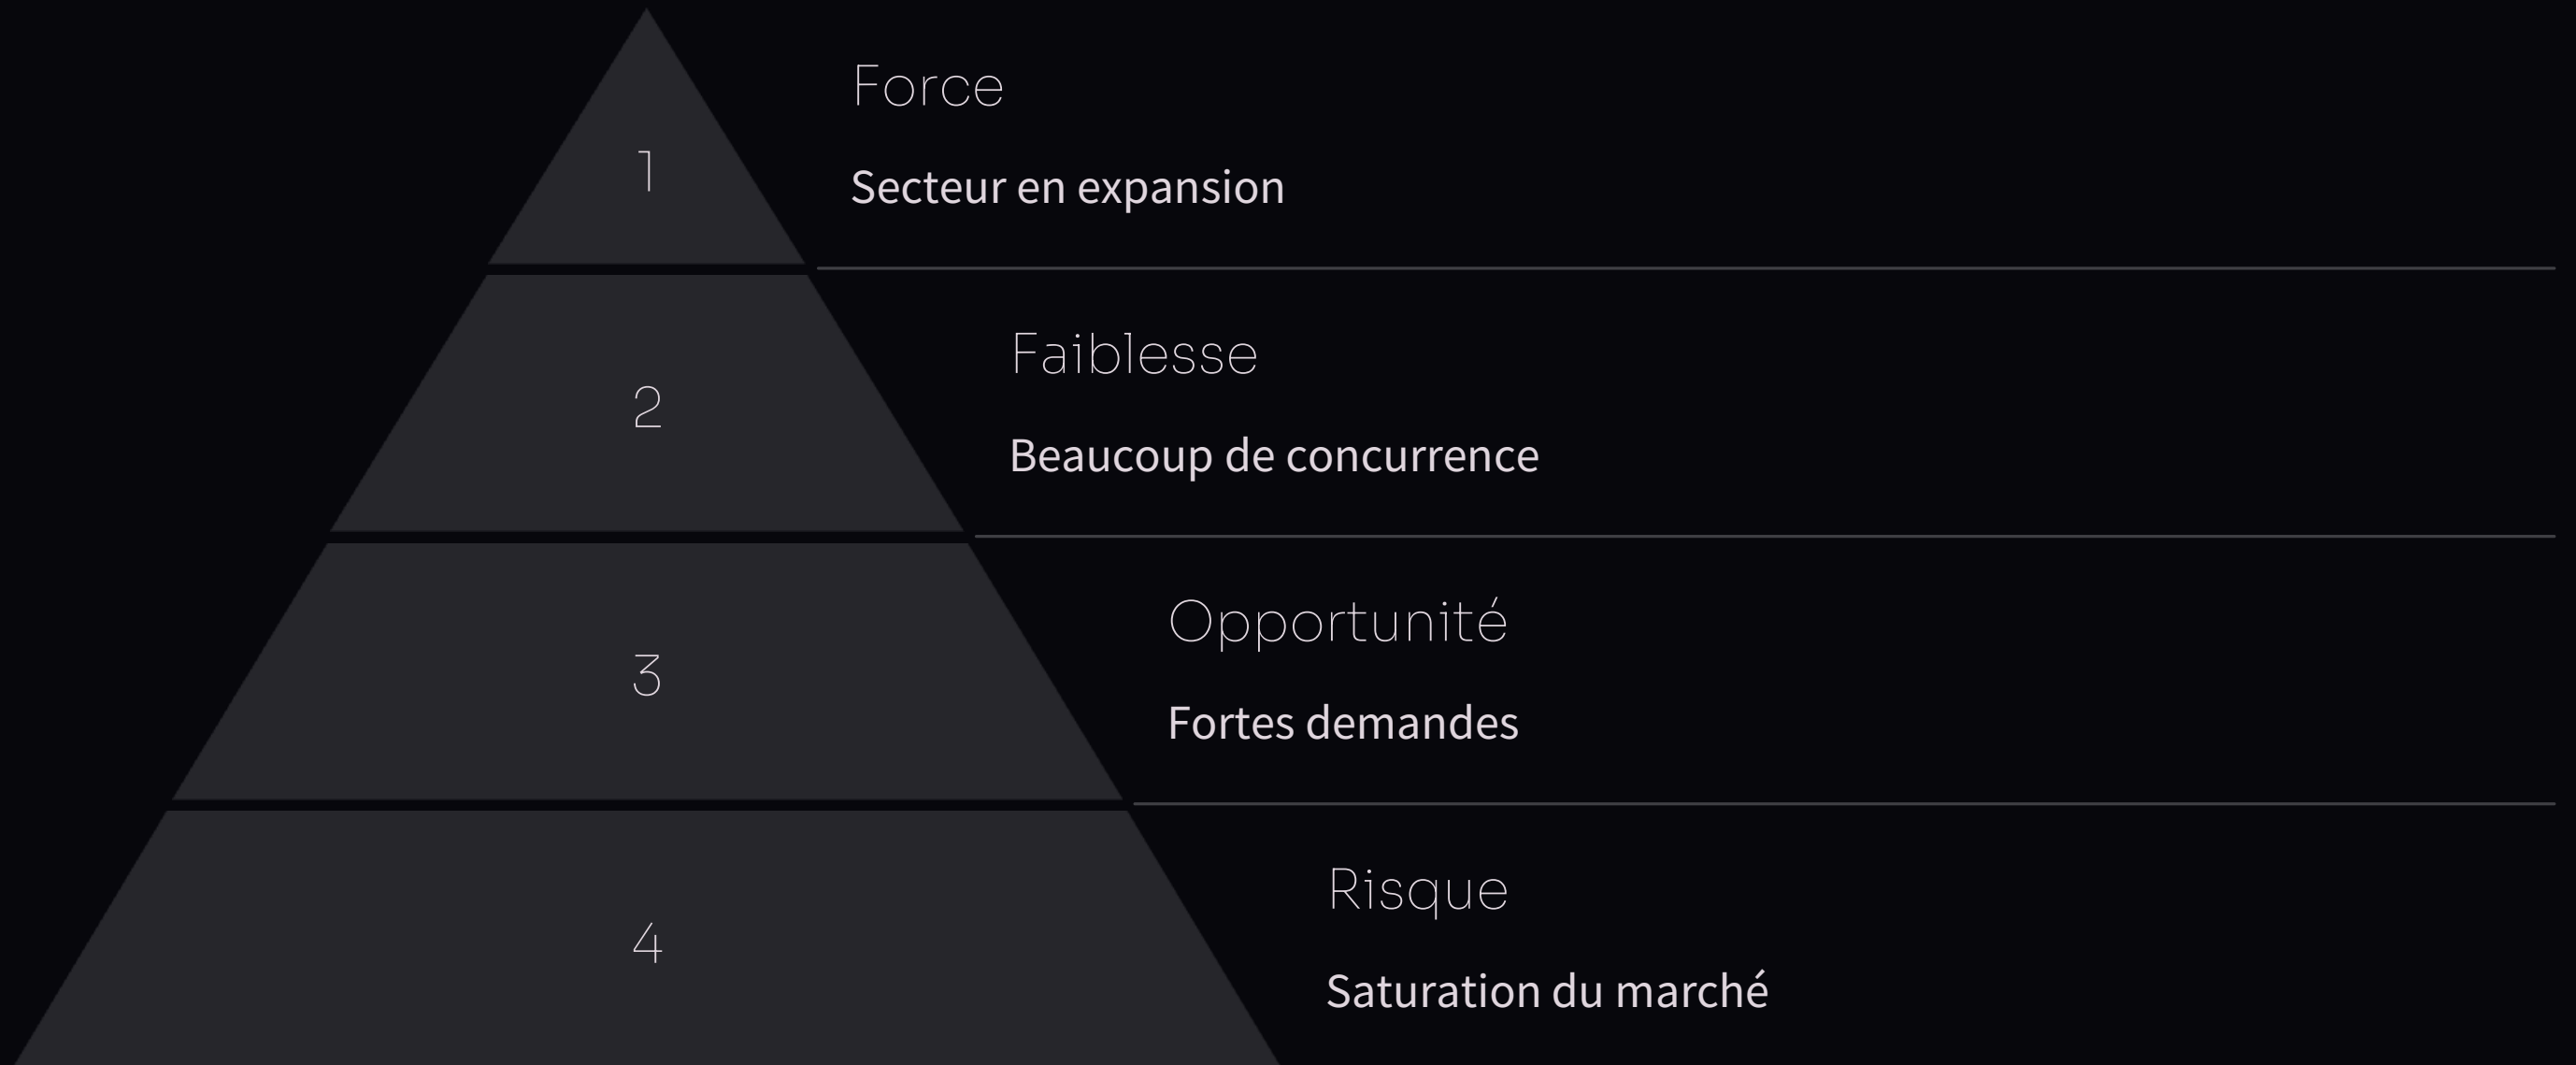 Force
1
Secteur en expansion
Faiblesse
2
Beaucoup de concurrence
Opportunité
3
Fortes demandes
Risque
4
Saturation du marché